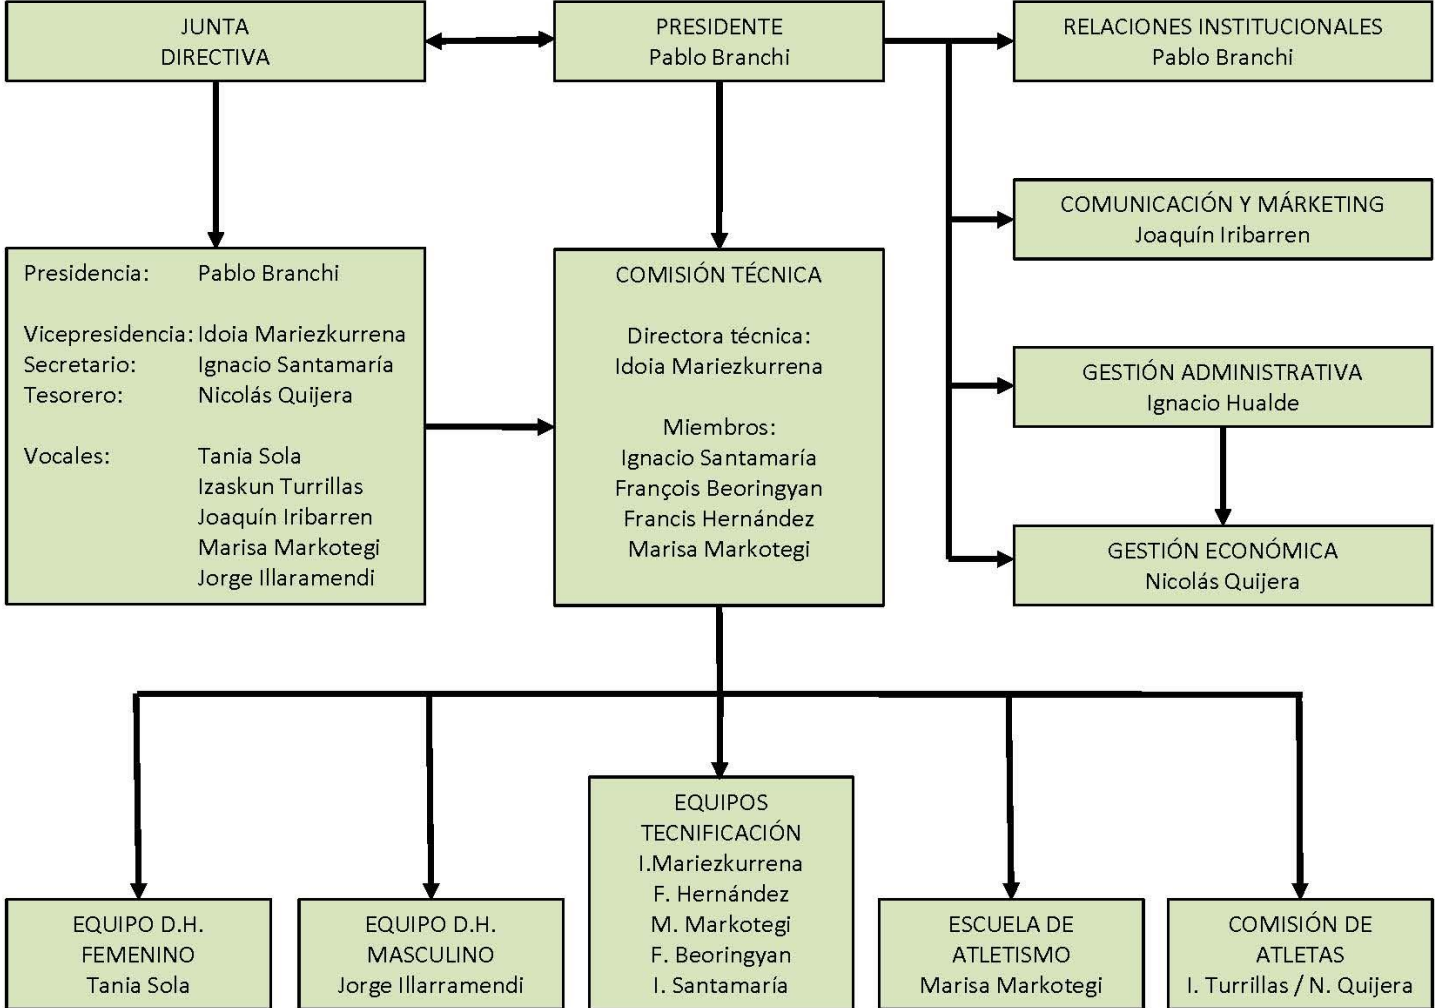 JUNTA
DIRECTIVA
PRESIDENTE
Pablo Branchi
RELACIONES INSTITUCIONALES
Pablo Branchi
COMUNICACIÓN Y MÁRKETING
Joaquín Iribarren
Presidencia: Pablo Branchi
Vicepresidencia: Idoia Mariezkurrena
Secretario: Ignacio Santamaría
Tesorero: Nicolás Quijera
Vocales: Tania Sola
Izaskun Turrillas
Joaquín Iribarren
Marisa Markotegi
Jorge Illaramendi
COMISIÓN TÉCNICA
Directora técnica:
Idoia Mariezkurrena
Miembros:
Ignacio Santamaría
François Beoringyan
Francis Hernández
Marisa Markotegi
GESTIÓN ADMINISTRATIVA
Ignacio Hualde
GESTIÓN ECONÓMICA
Nicolás Quijera
EQUIPO D.H.
FEMENINO
Tania Sola
EQUIPO D.H.
MASCULINO
Jorge Illarramendi
EQUIPOS
TECNIFICACIÓN
I.Mariezkurrena
F. Hernández
M. Markotegi
F. Beoringyan
I. Santamaría
ESCUELA DE
ATLETISMO
Marisa Markotegi
COMISIÓN DE
ATLETAS
I. Turrillas / N. Quijera